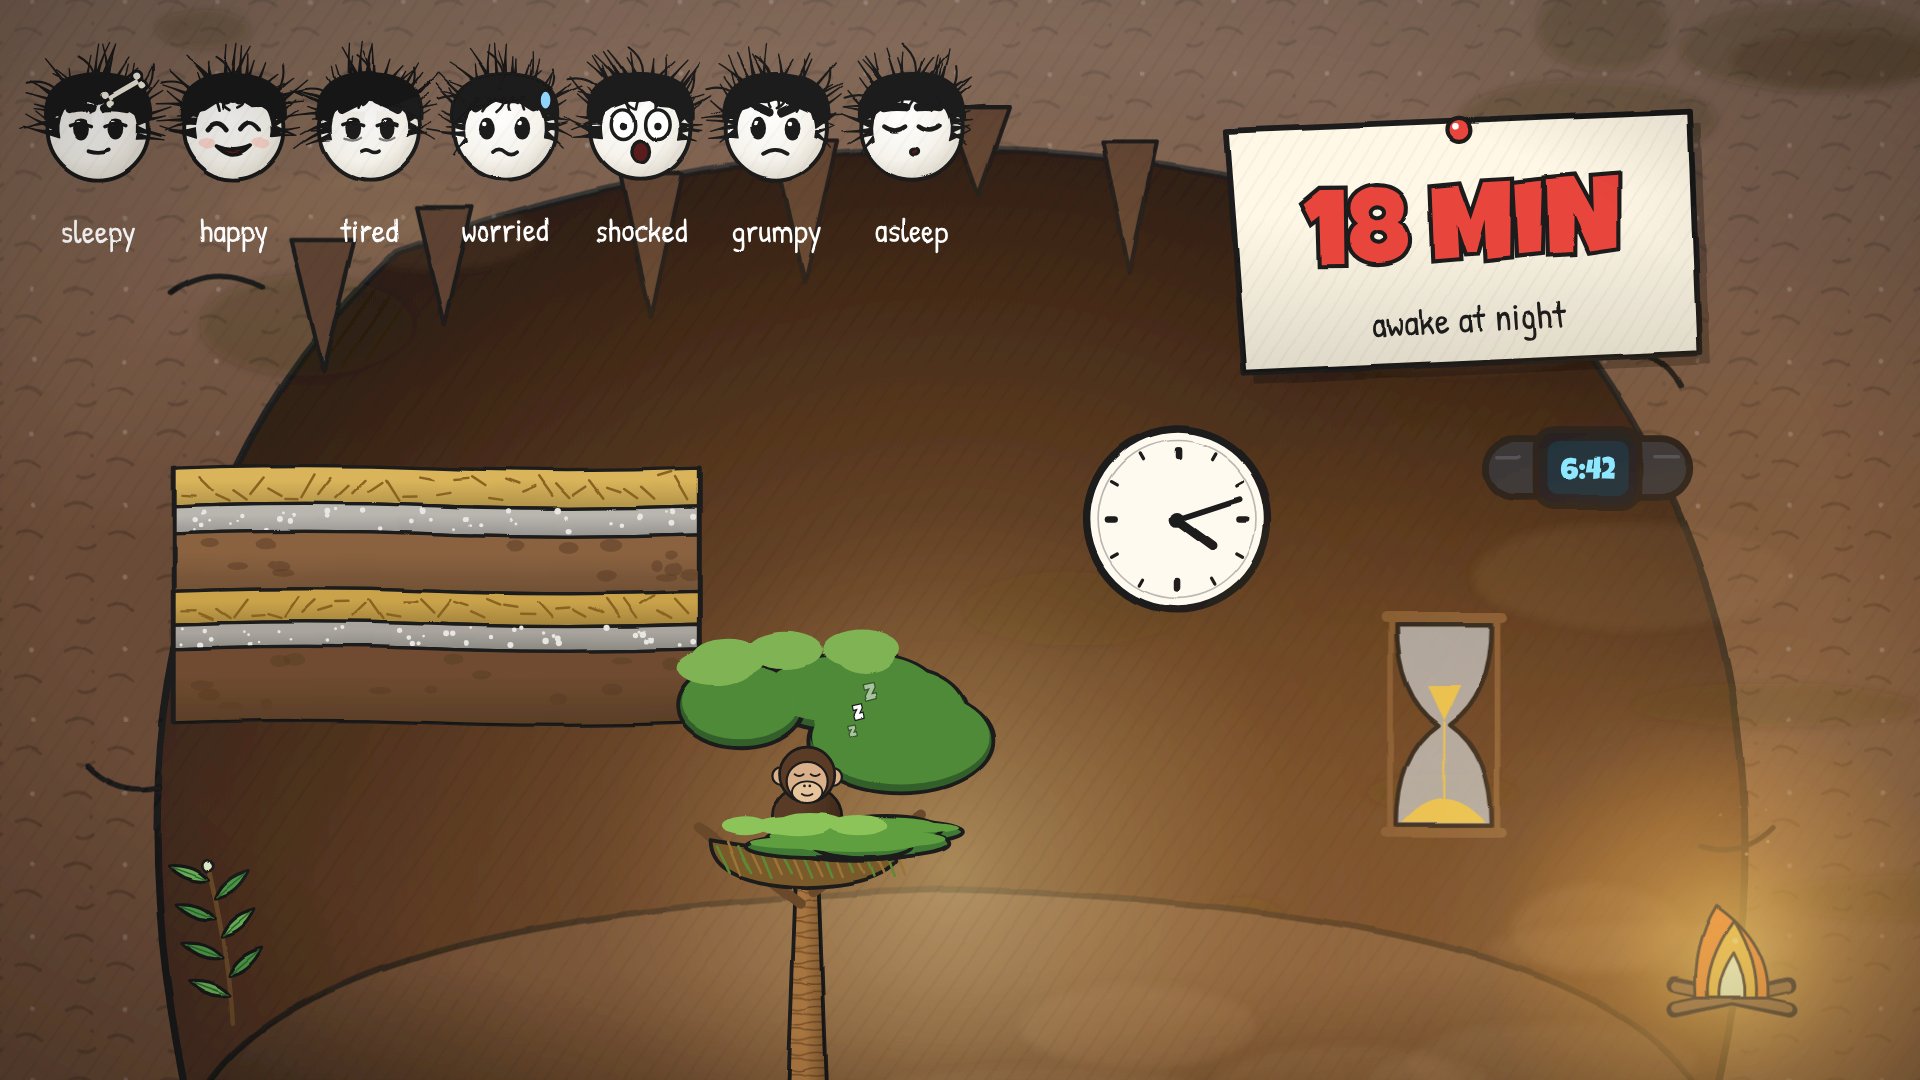 sleepy happy tired worried shocked grumpy asleep
18 MIN
awake at night
6:42
z
z
z